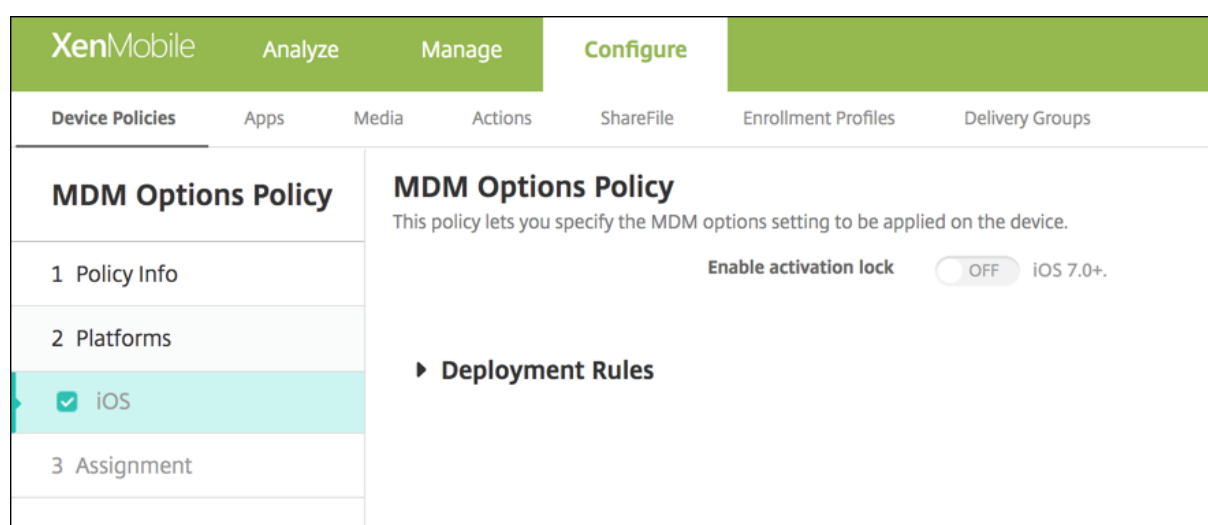 XenMobile Analyze Manage Configure
Device Policies Apps Media Actions ShareFile Enrollment Profiles Delivery Groups
MDM Options Policy
1 Policy Info
2 Platforms
iOS
3 Assignment
MDM Options Policy
This policy lets you specify the MDM options setting to be applied on the device.
Enable activation lock OFF iOS 7.0+.
Deployment Rules